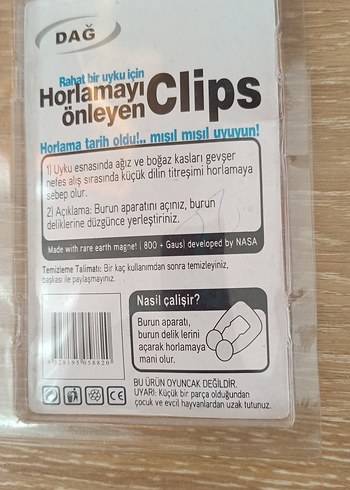 DAĞ
Rahat bir uyku için
Horlamayı
önleyen
Clips
Horlama tarih oldu!.. mışıl mışıl uyuyun!
1) Uyku esnasında ağız ve boğaz kasları gevşer
nefes alış sırasında küçük dilin titreşimi horlamaya
sebep olur.
2) Açıklama: Burun aparatını açınız, burun
deliklerine düzgünce yerleştiriniz.
Made with rare earth magnet ( 800 + Gaus) developed by NASA
Temizleme Talimatı: Bir kaç kullanımdan sonra temizleyiniz,
başkası ile paylaşmayınız.
Nasil çalişir?
Burun aparatı,
burun delik lerini
açarak horlamaya
mani olur.
CE
BU ÜRÜN OYUNCAK DEĞİLDİR.
UYARI: Küçük bir parça olduğundan
çocuk ve evcil hayvanlardan uzak tutunuz.